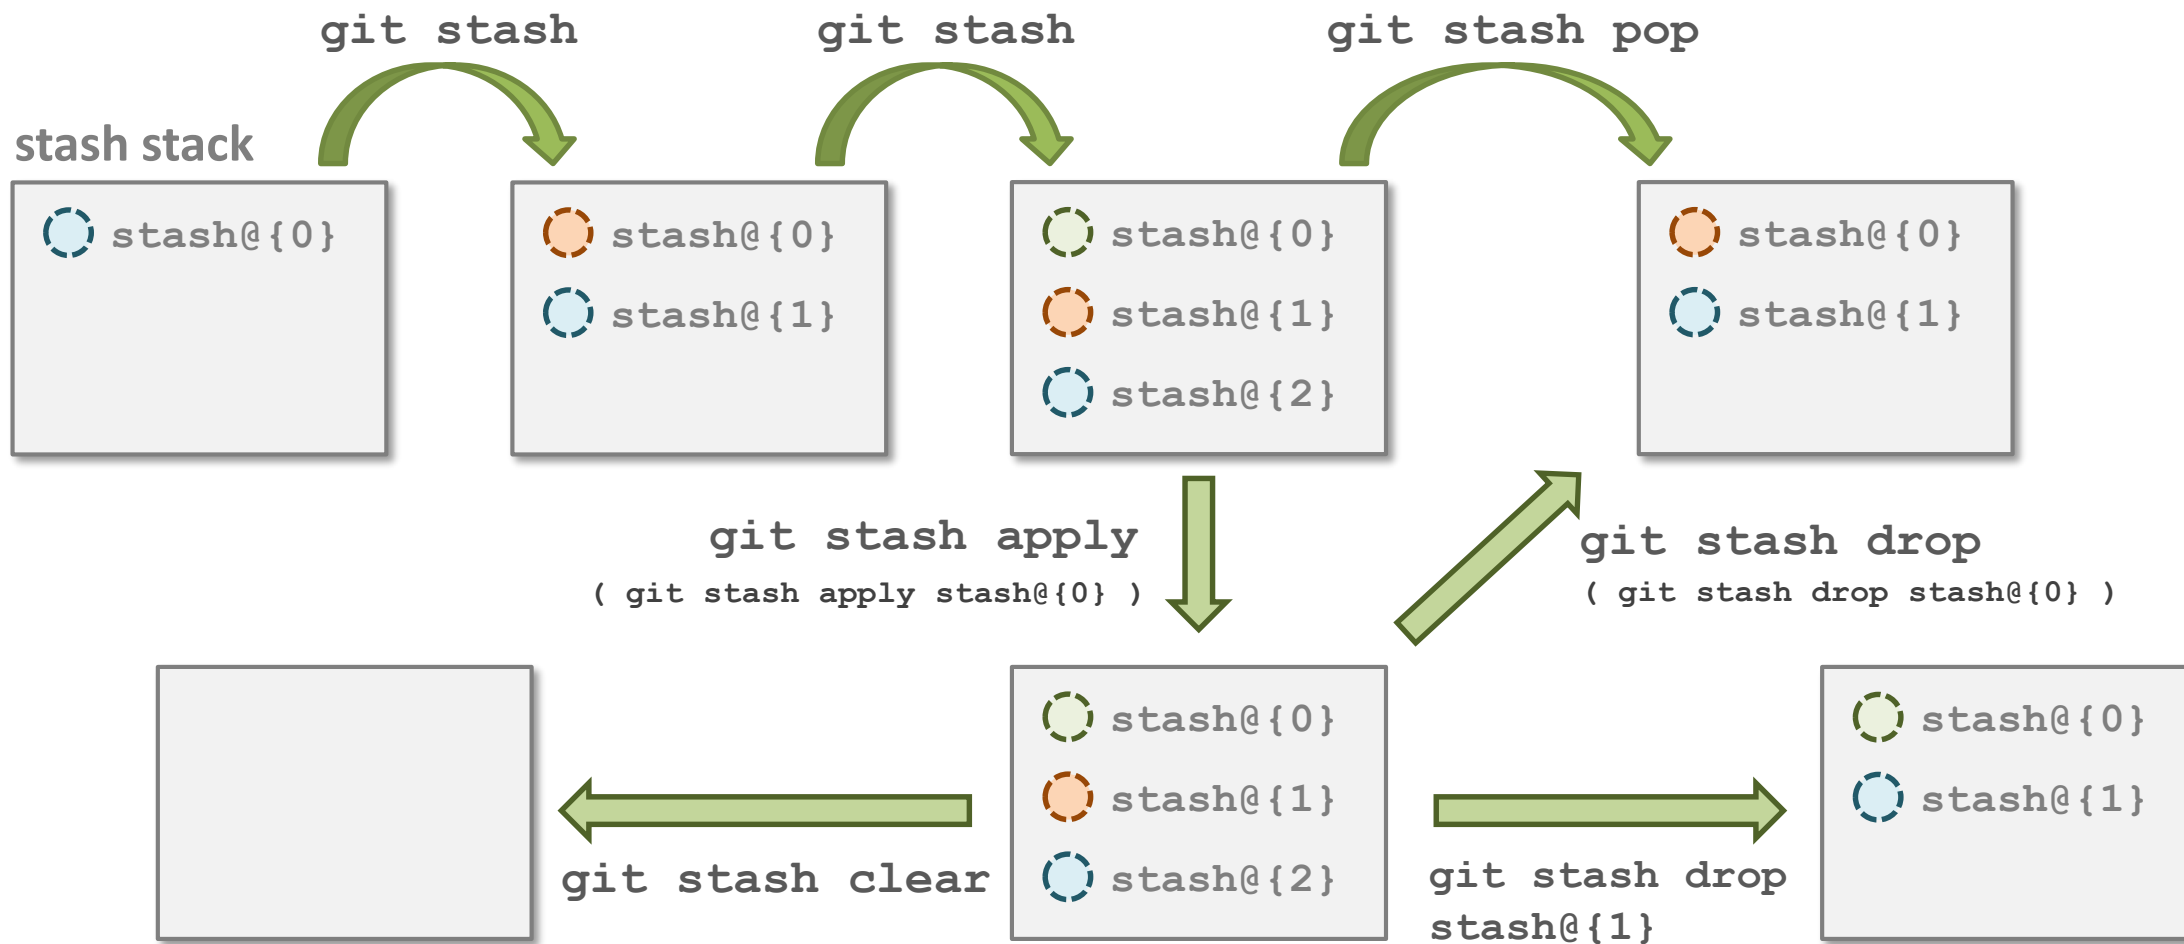 git stash
git stash
git stash pop
stash stack
stash@{0}
stash@{0}
stash@{1}
stash@{0}
stash@{1}
stash@{2}
stash@{0}
stash@{1}
git stash apply
( git stash apply stash@{0} )
git stash drop
( git stash drop stash@{0} )
stash@{0}
stash@{1}
stash@{2}
stash@{0}
stash@{1}
git stash clear
git stash drop
stash@{1}